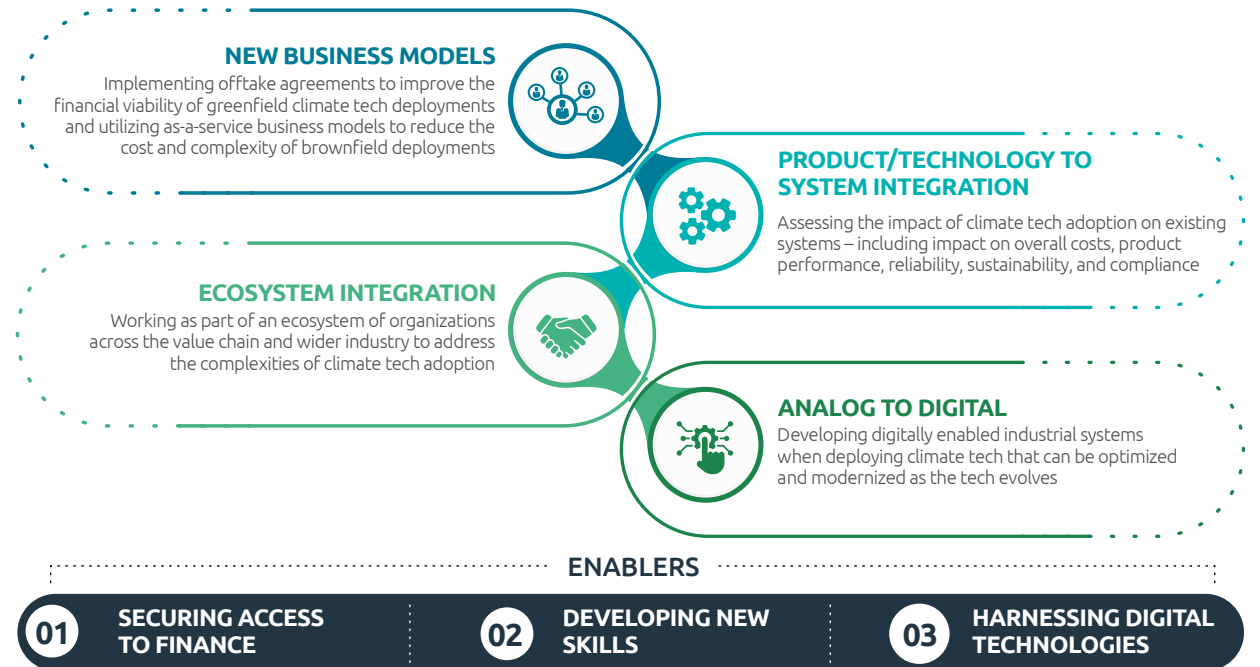 NEW BUSINESS MODELS
Implementing offtake agreements to improve the
financial viability of greenfield climate tech deployments
and utilizing as-a-service business models to reduce the
cost and complexity of brownfield deployments
PRODUCT/TECHNOLOGY TO
SYSTEM INTEGRATION
Assessing the impact of climate tech adoption on existing
systems – including impact on overall costs, product
performance, reliability, sustainability, and compliance
ECOSYSTEM INTEGRATION
Working as part of an ecosystem of organizations
across the value chain and wider industry to address
the complexities of climate tech adoption
ANALOG TO DIGITAL
Developing digitally enabled industrial systems
when deploying climate tech that can be optimized
and modernized as the tech evolves
ENABLERS
01
SECURING ACCESS
TO FINANCE
02
DEVELOPING NEW
SKILLS
03
HARNESSING DIGITAL
TECHNOLOGIES